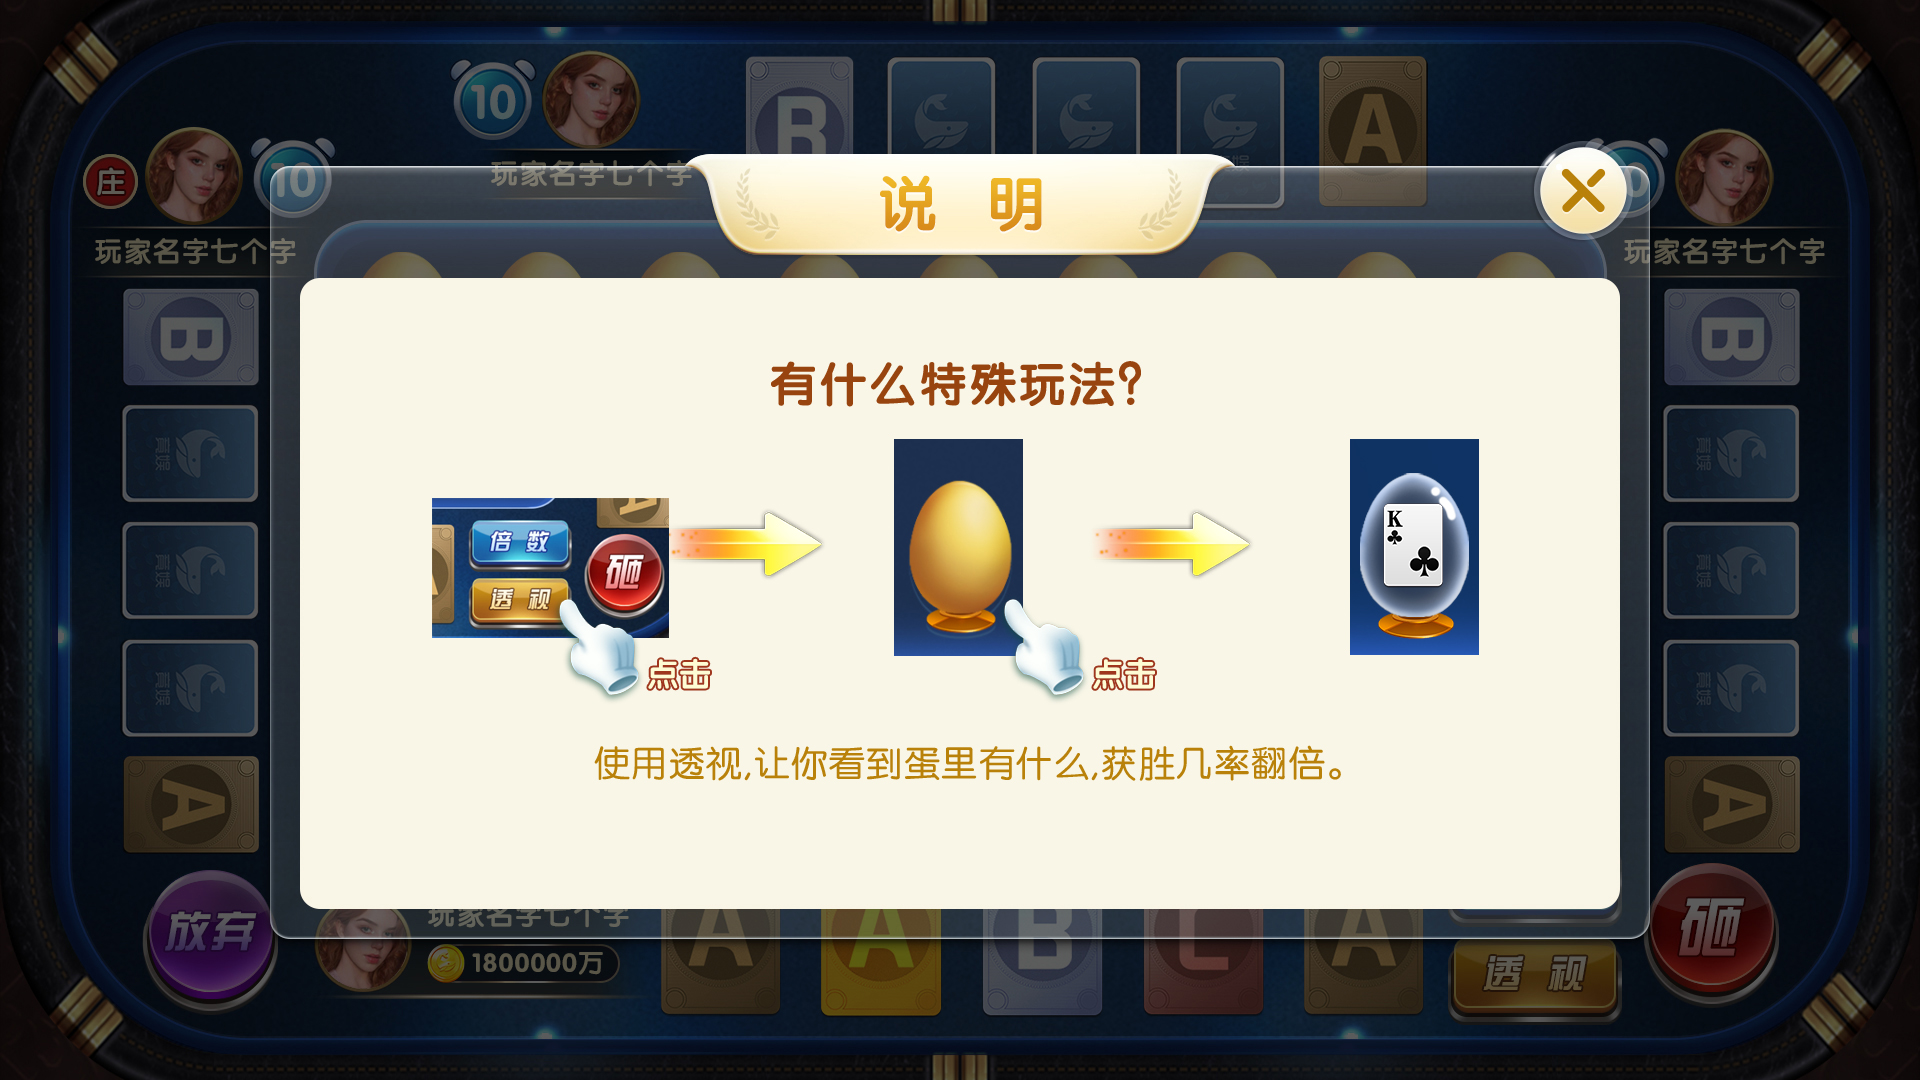 10
玩家名字七个字
B
A
庄
10
玩家名字七个字
玩家名字七个字
说 明
有什么特殊玩法?
倍 数
透 视
砸
点击
点击
K
使用透视,让你看到蛋里有什么,获胜几率翻倍。
B
A
B
A
放弃
玩家名字七个字
1800000万
A
A
B
C
A
透 视
砸